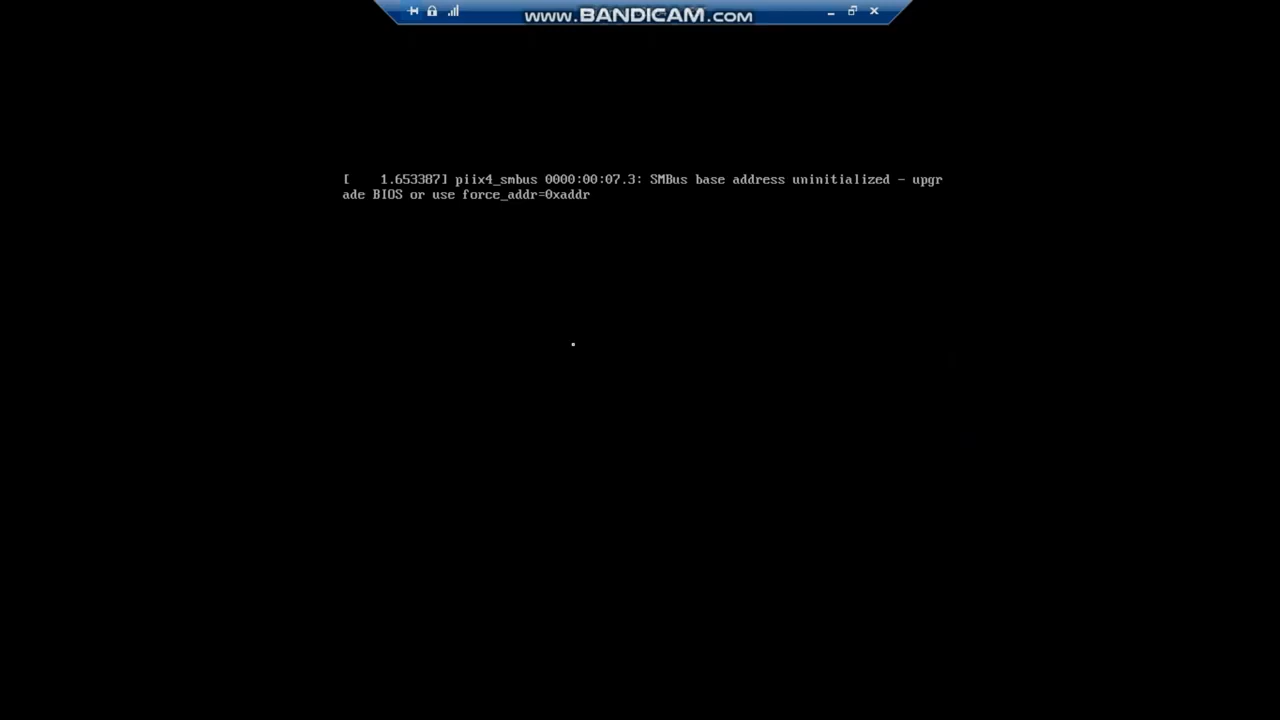 www.BANDICAM.com
[    1.653387] piix4_smbus 0000:00:07.3: SMBus base address uninitialized - upgr
ade BIOS or use force_addr=0xaddr